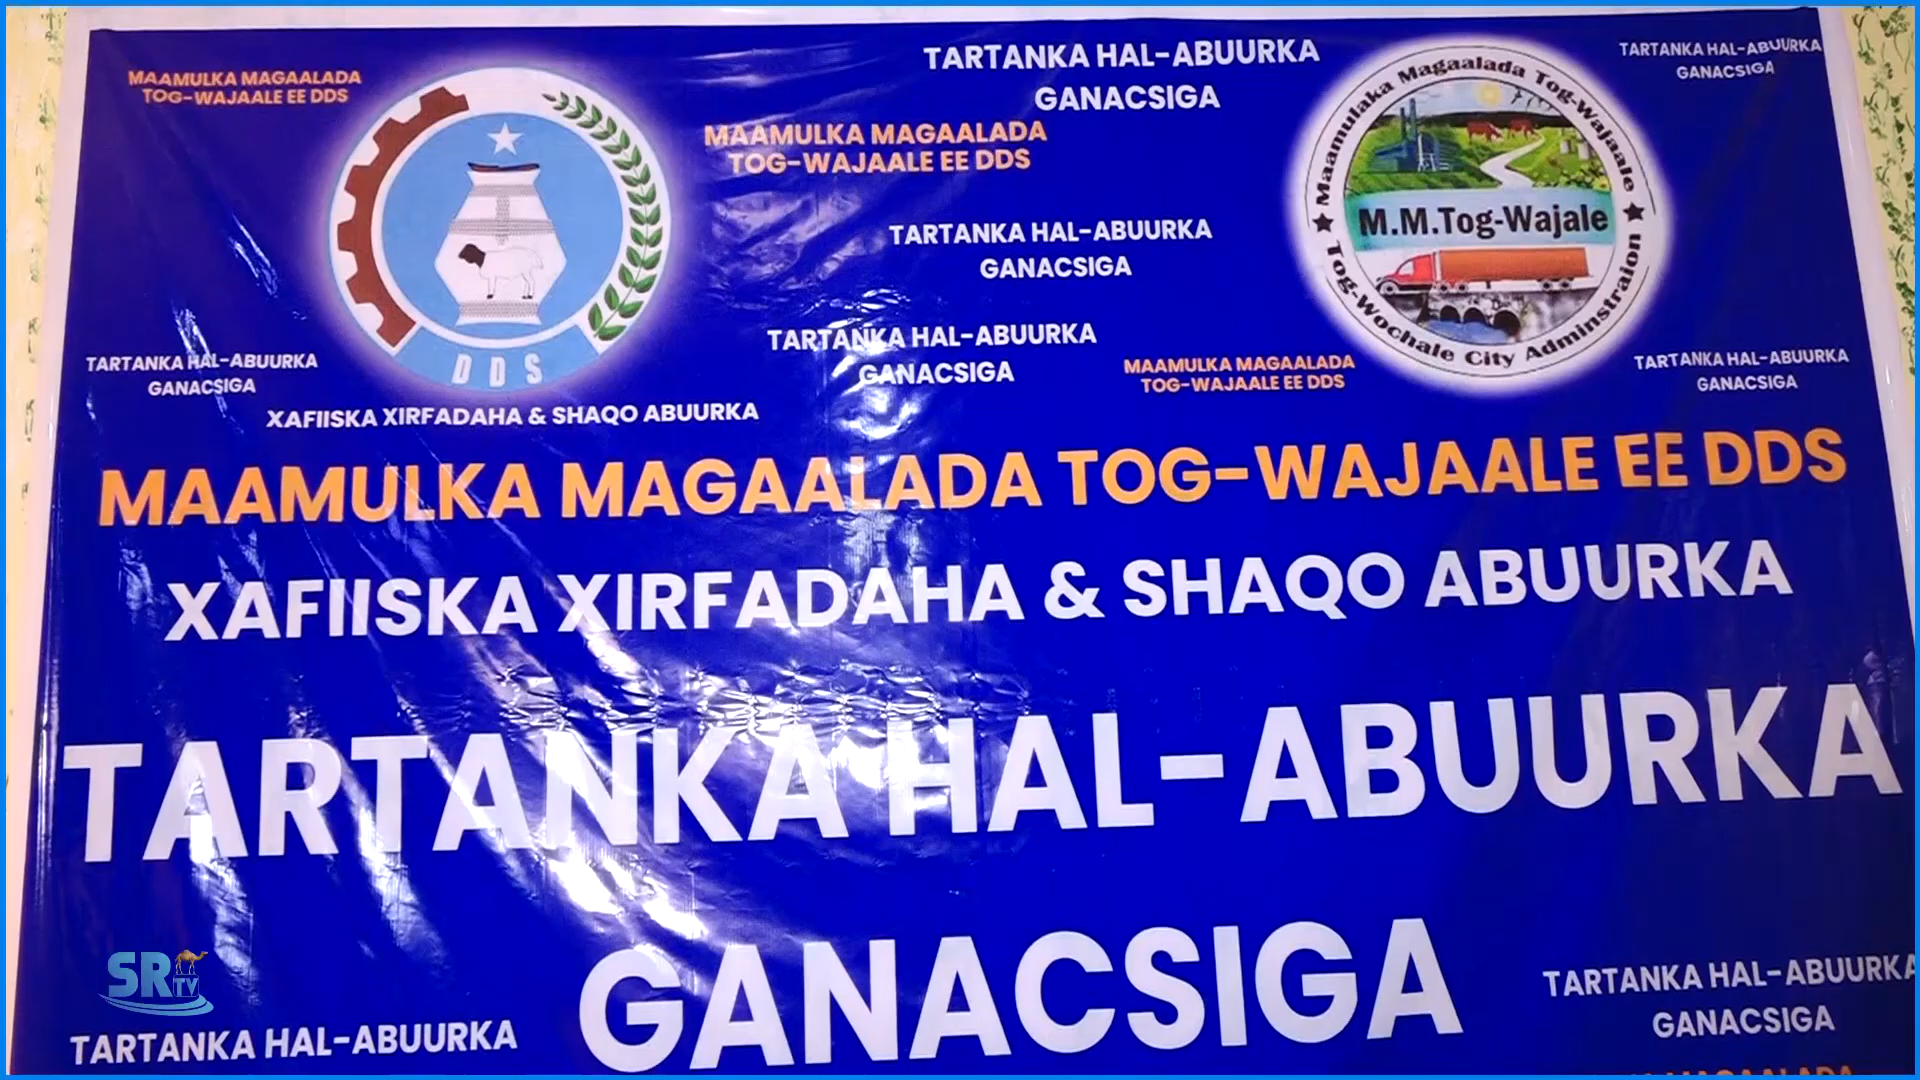 MAAMULKA MAGAALADA
TOG-WAJAALE EE DDS
DDS
TARTANKA HAL-ABUURKA
GANACSIGA
MAAMULKA MAGAALADA
TOG-WAJAALE EE DDS
TARTANKA HAL-ABUURKA
GANACSIGA
TARTANKA HAL-ABUURKA
GANACSIGA
Maamulaka Magaalada Tog-Wajaale
M.M.Tog-Wajale
Tog-Wochale City Adminstraion
TARTANKA HAL-ABUURKA
GANACSIGA
TARTANKA HAL-ABUURKA
GANACSIGA
MAAMULKA MAGAALADA
TOG-WAJAALE EE DDS
TARTANKA HAL-ABUURKA
GANACSIGA
XAFIISKA XIRFADAHA & SHAQO ABUURKA
MAAMULKA MAGAALADA TOG-WAJAALE EE DDS
XAFIISKA XIRFADAHA & SHAQO ABUURKA
TARTANKA HAL-ABUURKA
GANACSIGA
SRTV
TARTANKA HAL-ABUURKA
TARTANKA HAL-ABUURKA
GANACSIGA